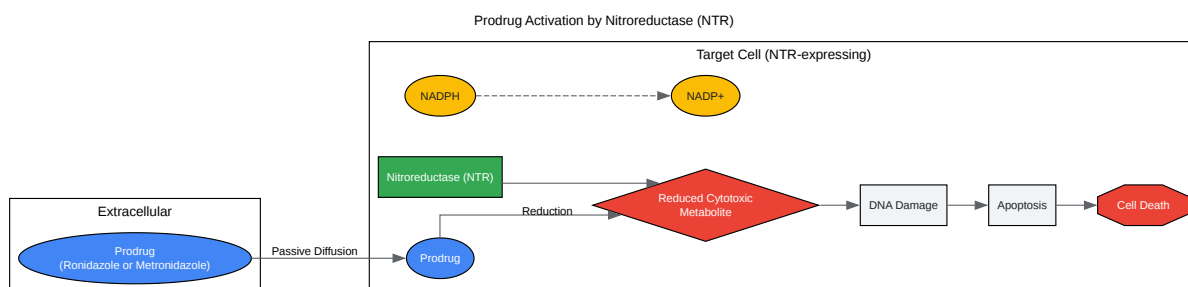 Prodrug Activation by Nitroreductase (NTR)
Target Cell (NTR-expressing)
NADPH
NADP+
Nitroreductase (NTR)
Reduced Cytotoxic
Metabolite
DNA Damage
Apoptosis
Cell Death
Reduction
Extracellular
Prodrug
(Ronidazole or Metronidazole)
Passive Diffusion
Prodrug